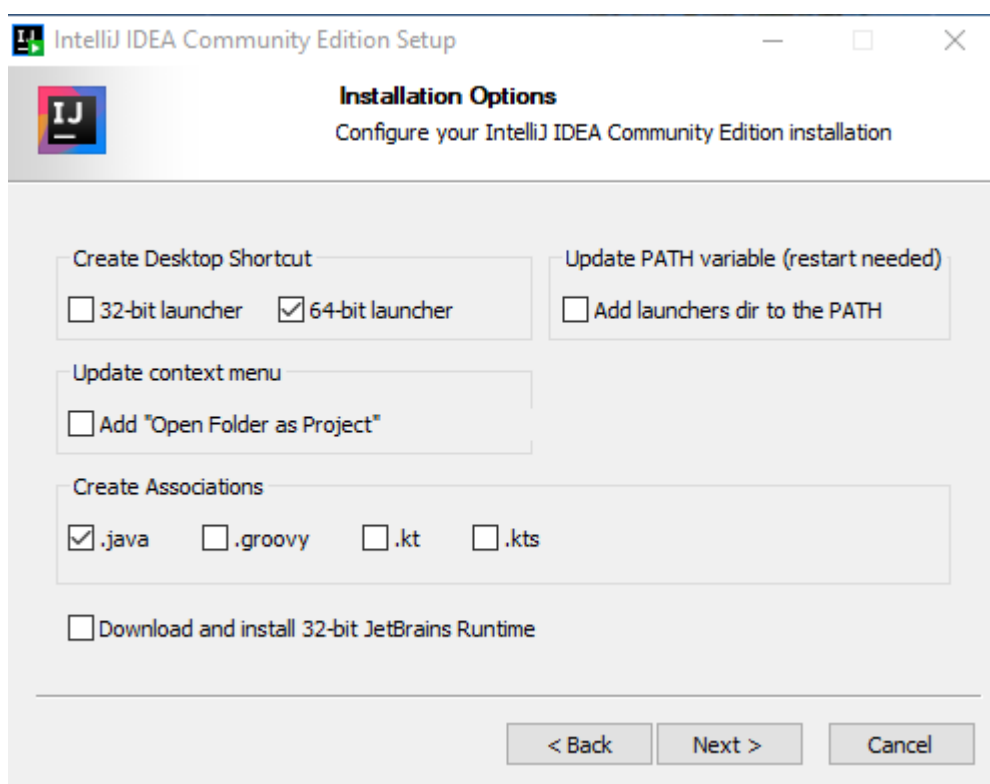 IntelliJ IDEA Community Edition Setup
IJ
Installation Options
Configure your IntelliJ IDEA Community Edition installation
Create Desktop Shortcut
32-bit launcher 64-bit launcher
Update PATH variable (restart needed)
Add launchers dir to the PATH
Update context menu
Add "Open Folder as Project"
Create Associations
.java .groovy .kt .kts
Download and install 32-bit JetBrains Runtime
< Back Next > Cancel